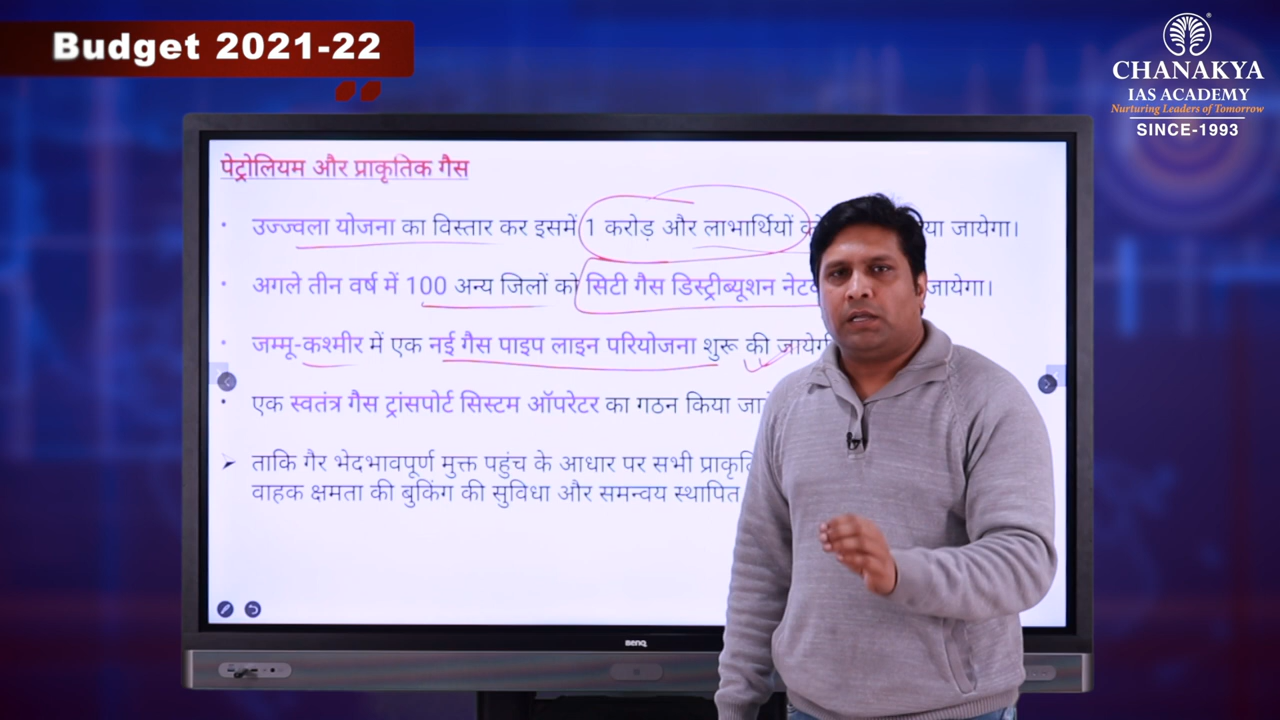 Budget 2021-22
CHANAKYA
IAS ACADEMY
Nurturing Leaders of Tomorrow
SINCE-1993
पेट्रोलियम और प्राकृतिक गैस
• उज्ज्वला योजना का विस्तार कर इसमें 1 करोड़ और लाभार्थियों जायेगा।
• अगले तीन वर्ष में 100 अन्य जिलों को सिटी गैस डिस्ट्रीब्यूशन जायेगा।
• जम्मू-कश्मीर में एक नई गैस पाइप लाइन परियोजना शुरू की
• एक स्वतंत्र गैस ट्रांसपोर्ट सिस्टम ऑपरेटर का गठन किया
➢ ताकि गैर भेदभावपूर्ण मुक्त पहुंच के आधार पर सभी
वाहक क्षमता की बुकिंग की सुविधा और समन्वय स्थापित
BenQ